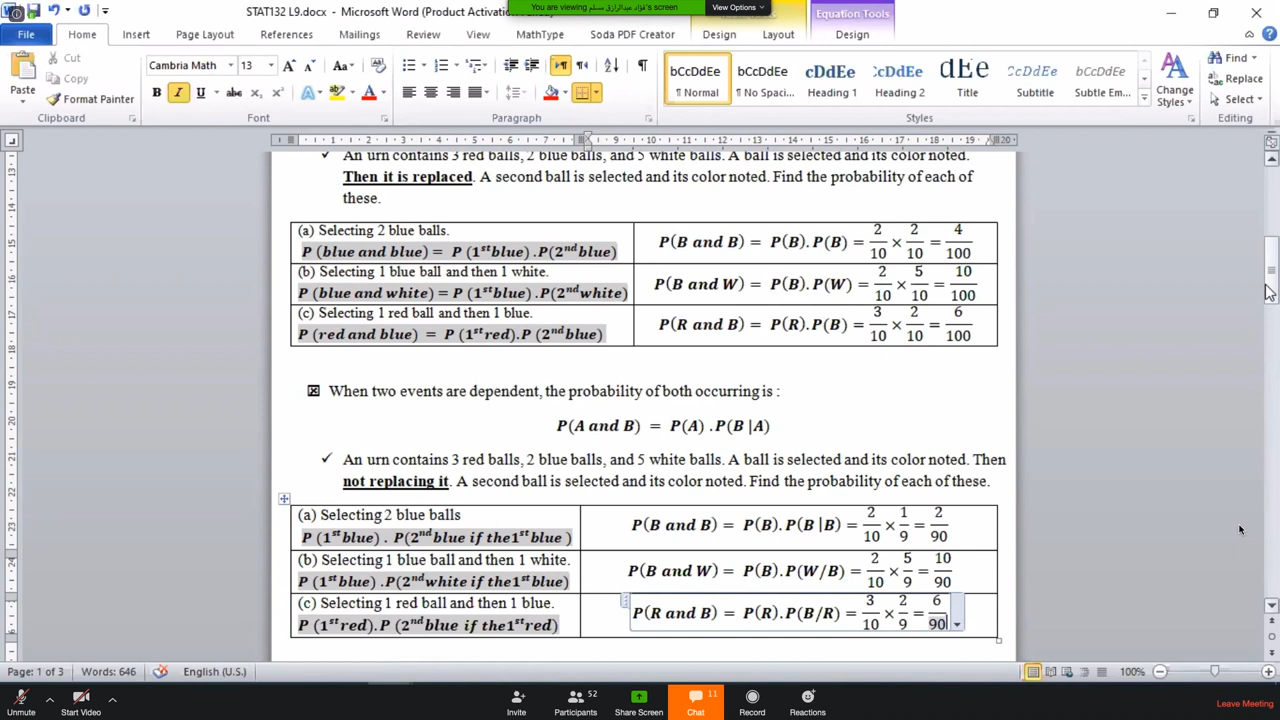 STAT132 L9.docx - Microsoft Word (Product Activation
You are viewing فؤاد عبدالرازق مسلم's screen
View Options
Equation Tools
File Home Insert Page Layout References Mailings Review View MathType Soda PDF Creator Design Layout Design
Cut
Copy
Format Painter
Paste
Clipboard
Cambria Math 13
Font
Paragraph
bCcDdEe bCcDdEe cDdEe cCcDdEe dEe CcDdEe bCcDdEe
¶ Normal ¶ No Spaci... Heading 1 Heading 2 Title Subtitle Subtle Em...
Change Styles
Styles
Find
Replace
Select
Editing
✓ An urn contains 3 red balls, 2 blue balls, and 5 white balls. A ball is selected and its color noted.
Then it is replaced. A second ball is selected and its color noted. Find the probability of each of
these.
(a) Selecting 2 blue balls.
P (blue and blue) = P (1st blue) .P(2nd blue)
P(B and B) = P(B). P(B) = 2/10 × 2/10 = 4/100
(b) Selecting 1 blue ball and then 1 white.
P (blue and white) = P (1st blue) .P(2nd white)
P(B and W) = P(B). P(W) = 2/10 × 5/10 = 10/100
(c) Selecting 1 red ball and then 1 blue.
P (red and blue) = P (1st red).P (2nd blue)
P(R and B) = P(R). P(B) = 3/10 × 2/10 = 6/100
When two events are dependent, the probability of both occurring is :
P(A and B) = P(A) .P(B |A)
✓ An urn contains 3 red balls, 2 blue balls, and 5 white balls. A ball is selected and its color noted. Then
not replacing it. A second ball is selected and its color noted. Find the probability of each of these.
(a) Selecting 2 blue balls
P (1st blue) . P(2nd blue if the1st blue )
P(B and B) = P(B). P(B |B) = 2/10 × 1/9 = 2/90
(b) Selecting 1 blue ball and then 1 white.
P (1st blue) .P(2nd white if the1st blue)
P(B and W) = P(B). P(W/B) = 2/10 × 5/9 = 10/90
(c) Selecting 1 red ball and then 1 blue.
P (1st red). P (2nd blue if the1st red)
P(R and B) = P(R). P(B/R) = 3/10 × 2/9 = 6/90
Page: 1 of 3 Words: 646 English (U.S.) 100%
Unmute Start Video Invite Participants 52 Share Screen Chat 11 Record Reactions Leave Meeting